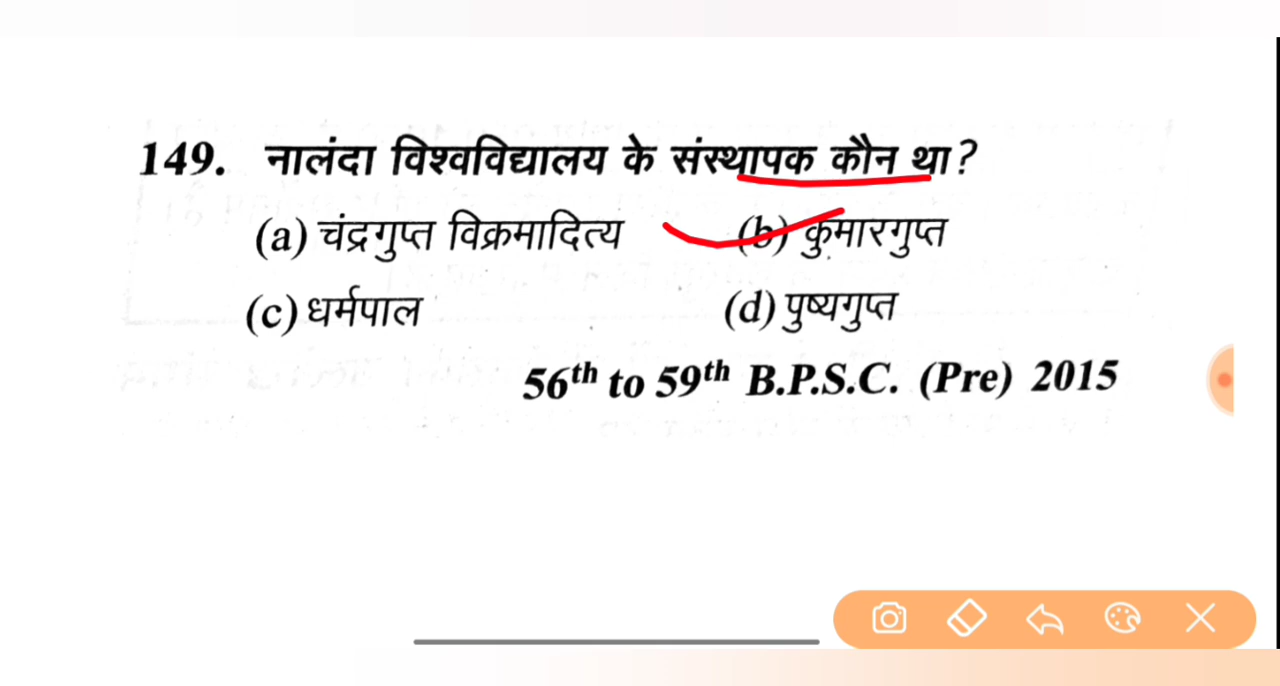 149. नालंदा विश्वविद्यालय के संस्थापक कौन था?
(a) चंद्रगुप्त विक्रमादित्य (b) कुमारगुप्त
(c) धर्मपाल (d) पुष्यगुप्त
56th to 59th B.P.S.C. (Pre) 2015